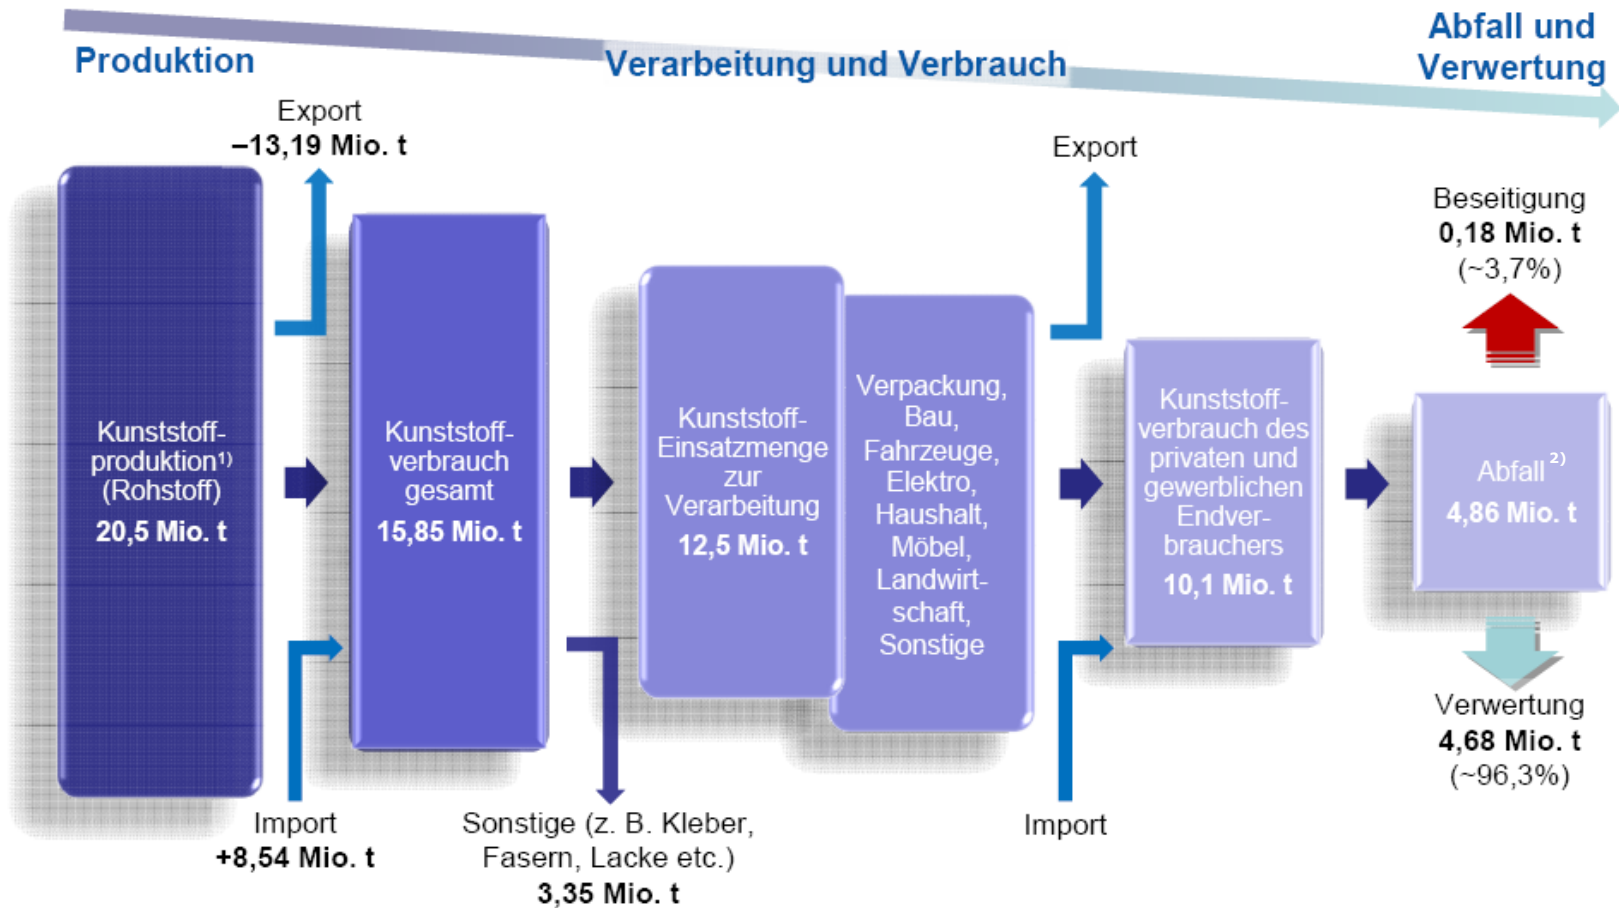 Produktion
Verarbeitung und Verbrauch
Abfall und
Verwertung
Export
–13,19 Mio. t
Export
Beseitigung
0,18 Mio. t
(~3,7%)
Kunststoff-
produktion¹⁾
(Rohstoff)
20,5 Mio. t
Kunststoff-
verbrauch
gesamt
15,85 Mio. t
Kunststoff-
Einsatzmenge
zur
Verarbeitung
12,5 Mio. t
Verpackung,
Bau,
Fahrzeuge,
Elektro,
Haushalt,
Möbel,
Landwirt-
schaft,
Sonstige
Kunststoff-
verbrauch des
privaten und
gewerblichen
Endver-
brauchers
10,1 Mio. t
Abfall ²⁾
4,86 Mio. t
Verwertung
4,68 Mio. t
(~96,3%)
Import
+8,54 Mio. t
Sonstige (z. B. Kleber,
Fasern, Lacke etc.)
3,35 Mio. t
Import